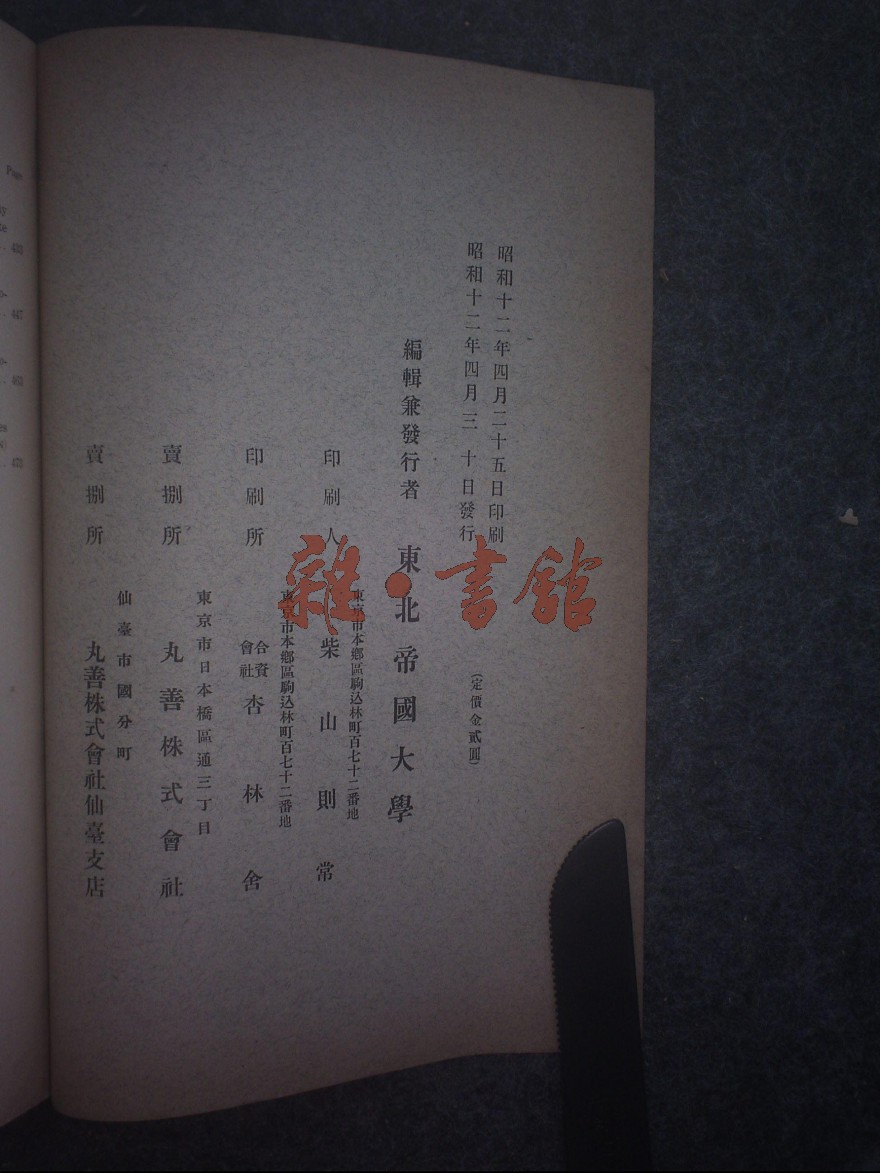 昭和十二年四月二十五日印刷
昭和十二年四月三十日發行
(定價金貳圓)
編輯兼發行者 東北帝國大學
東京市本鄕區駒込林町百七十二番地
印刷人 柴山則常
東京市本鄕區駒込林町百七十二番地
印刷所 合資會社 杏林舍
東京市日本橋區通三丁目
賣捌所 丸善株式會社
仙臺市國分町
賣捌所 丸善株式會社仙臺支店
雜·書館
Page